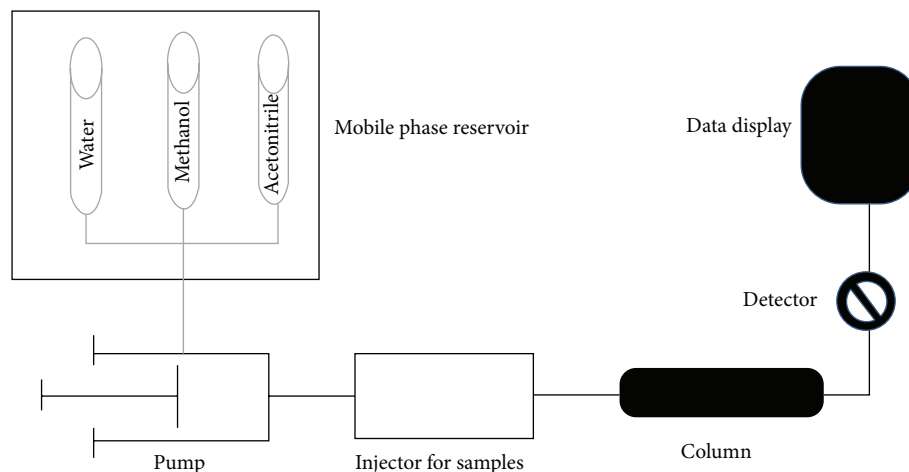 Water
Methanol
Acetonitrile
Mobile phase reservoir
Data display
Detector
Pump
Injector for samples
Column